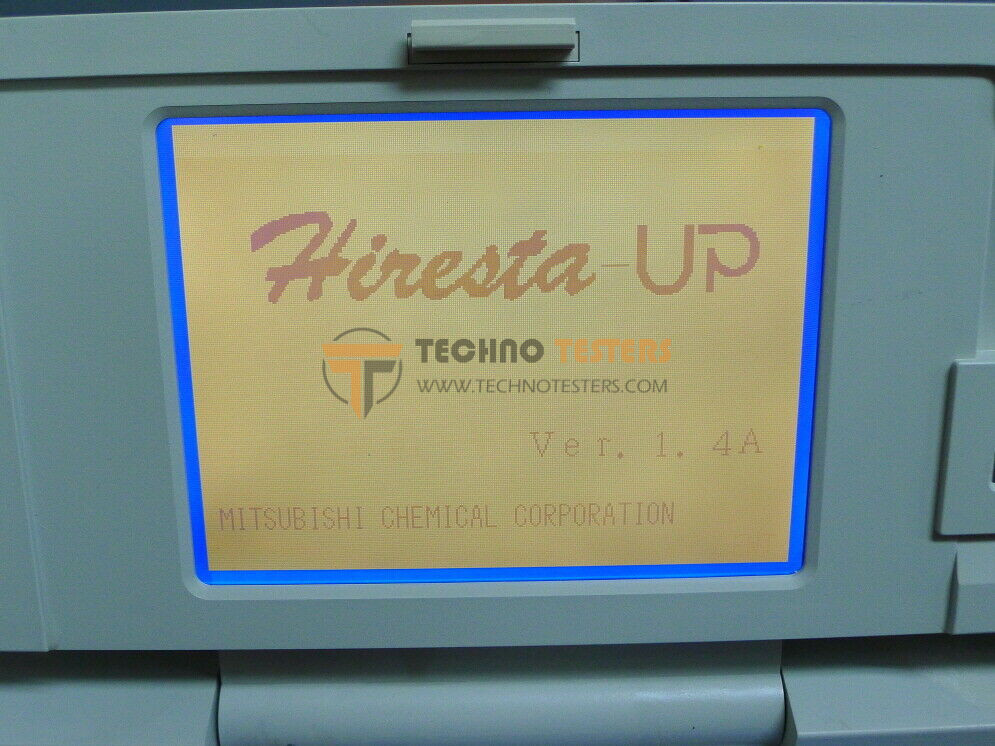 Hiresta-UP
TECHNO TESTERS
WWW.TECHNOTESTERS.COM
Ver. 1. 4A
MITSUBISHI CHEMICAL CORPORATION